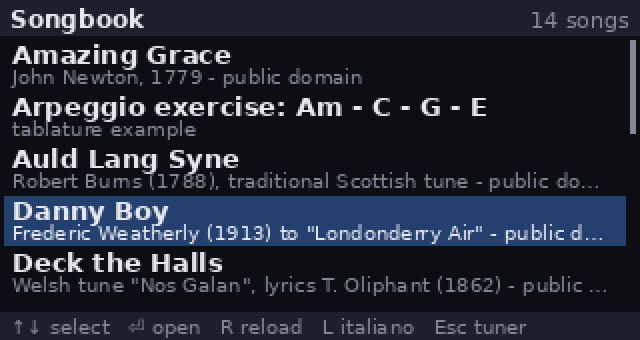 Songbook 14 songs
Amazing Grace
John Newton, 1779 - public domain
Arpeggio exercise: Am - C - G - E
tablature example
Auld Lang Syne
Robert Burns (1788), traditional Scottish tune - public do...
Danny Boy
Frederic Weatherly (1913) to "Londonderry Air" - public d...
Deck the Halls
Welsh tune "Nos Galan", lyrics T. Oliphant (1862) - public ...
↑↓ select ⏎ open R reload L italiano Esc tuner